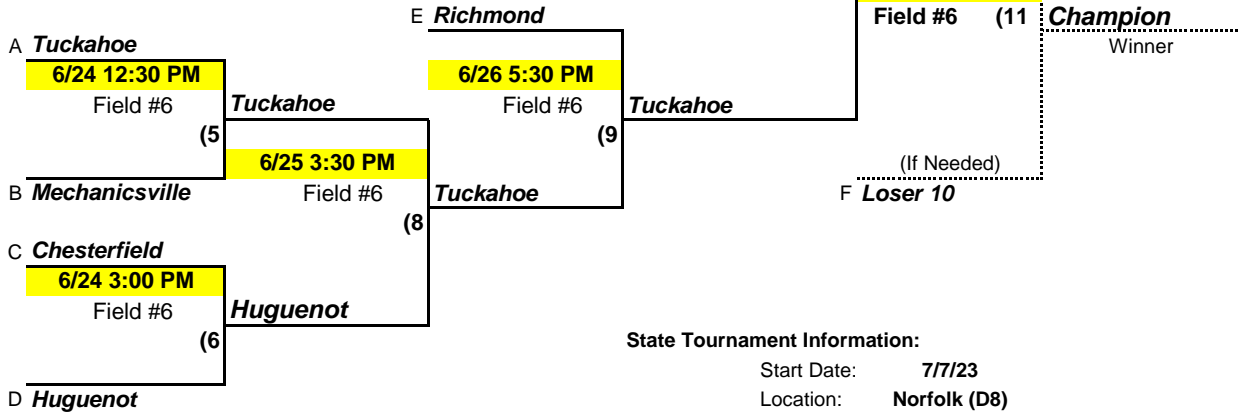 E Richmond
Field #6 (11 Champion
A Tuckahoe
Winner
6/24 12:30 PM
6/26 5:30 PM
Field #6
Tuckahoe
Field #6
Tuckahoe
(5
(9
6/25 3:30 PM
(If Needed)
B Mechanicsville
Field #6
Tuckahoe
F Loser 10
(8
C Chesterfield
6/24 3:00 PM
Field #6
Huguenot
(6
State Tournament Information:
Start Date: 7/7/23
D Huguenot
Location: Norfolk (D8)